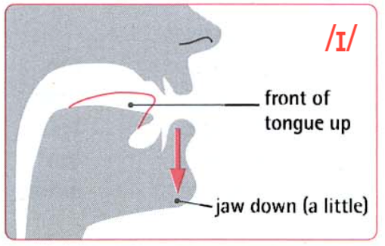 /ɪ/
front of
tongue up
jaw down (a little)